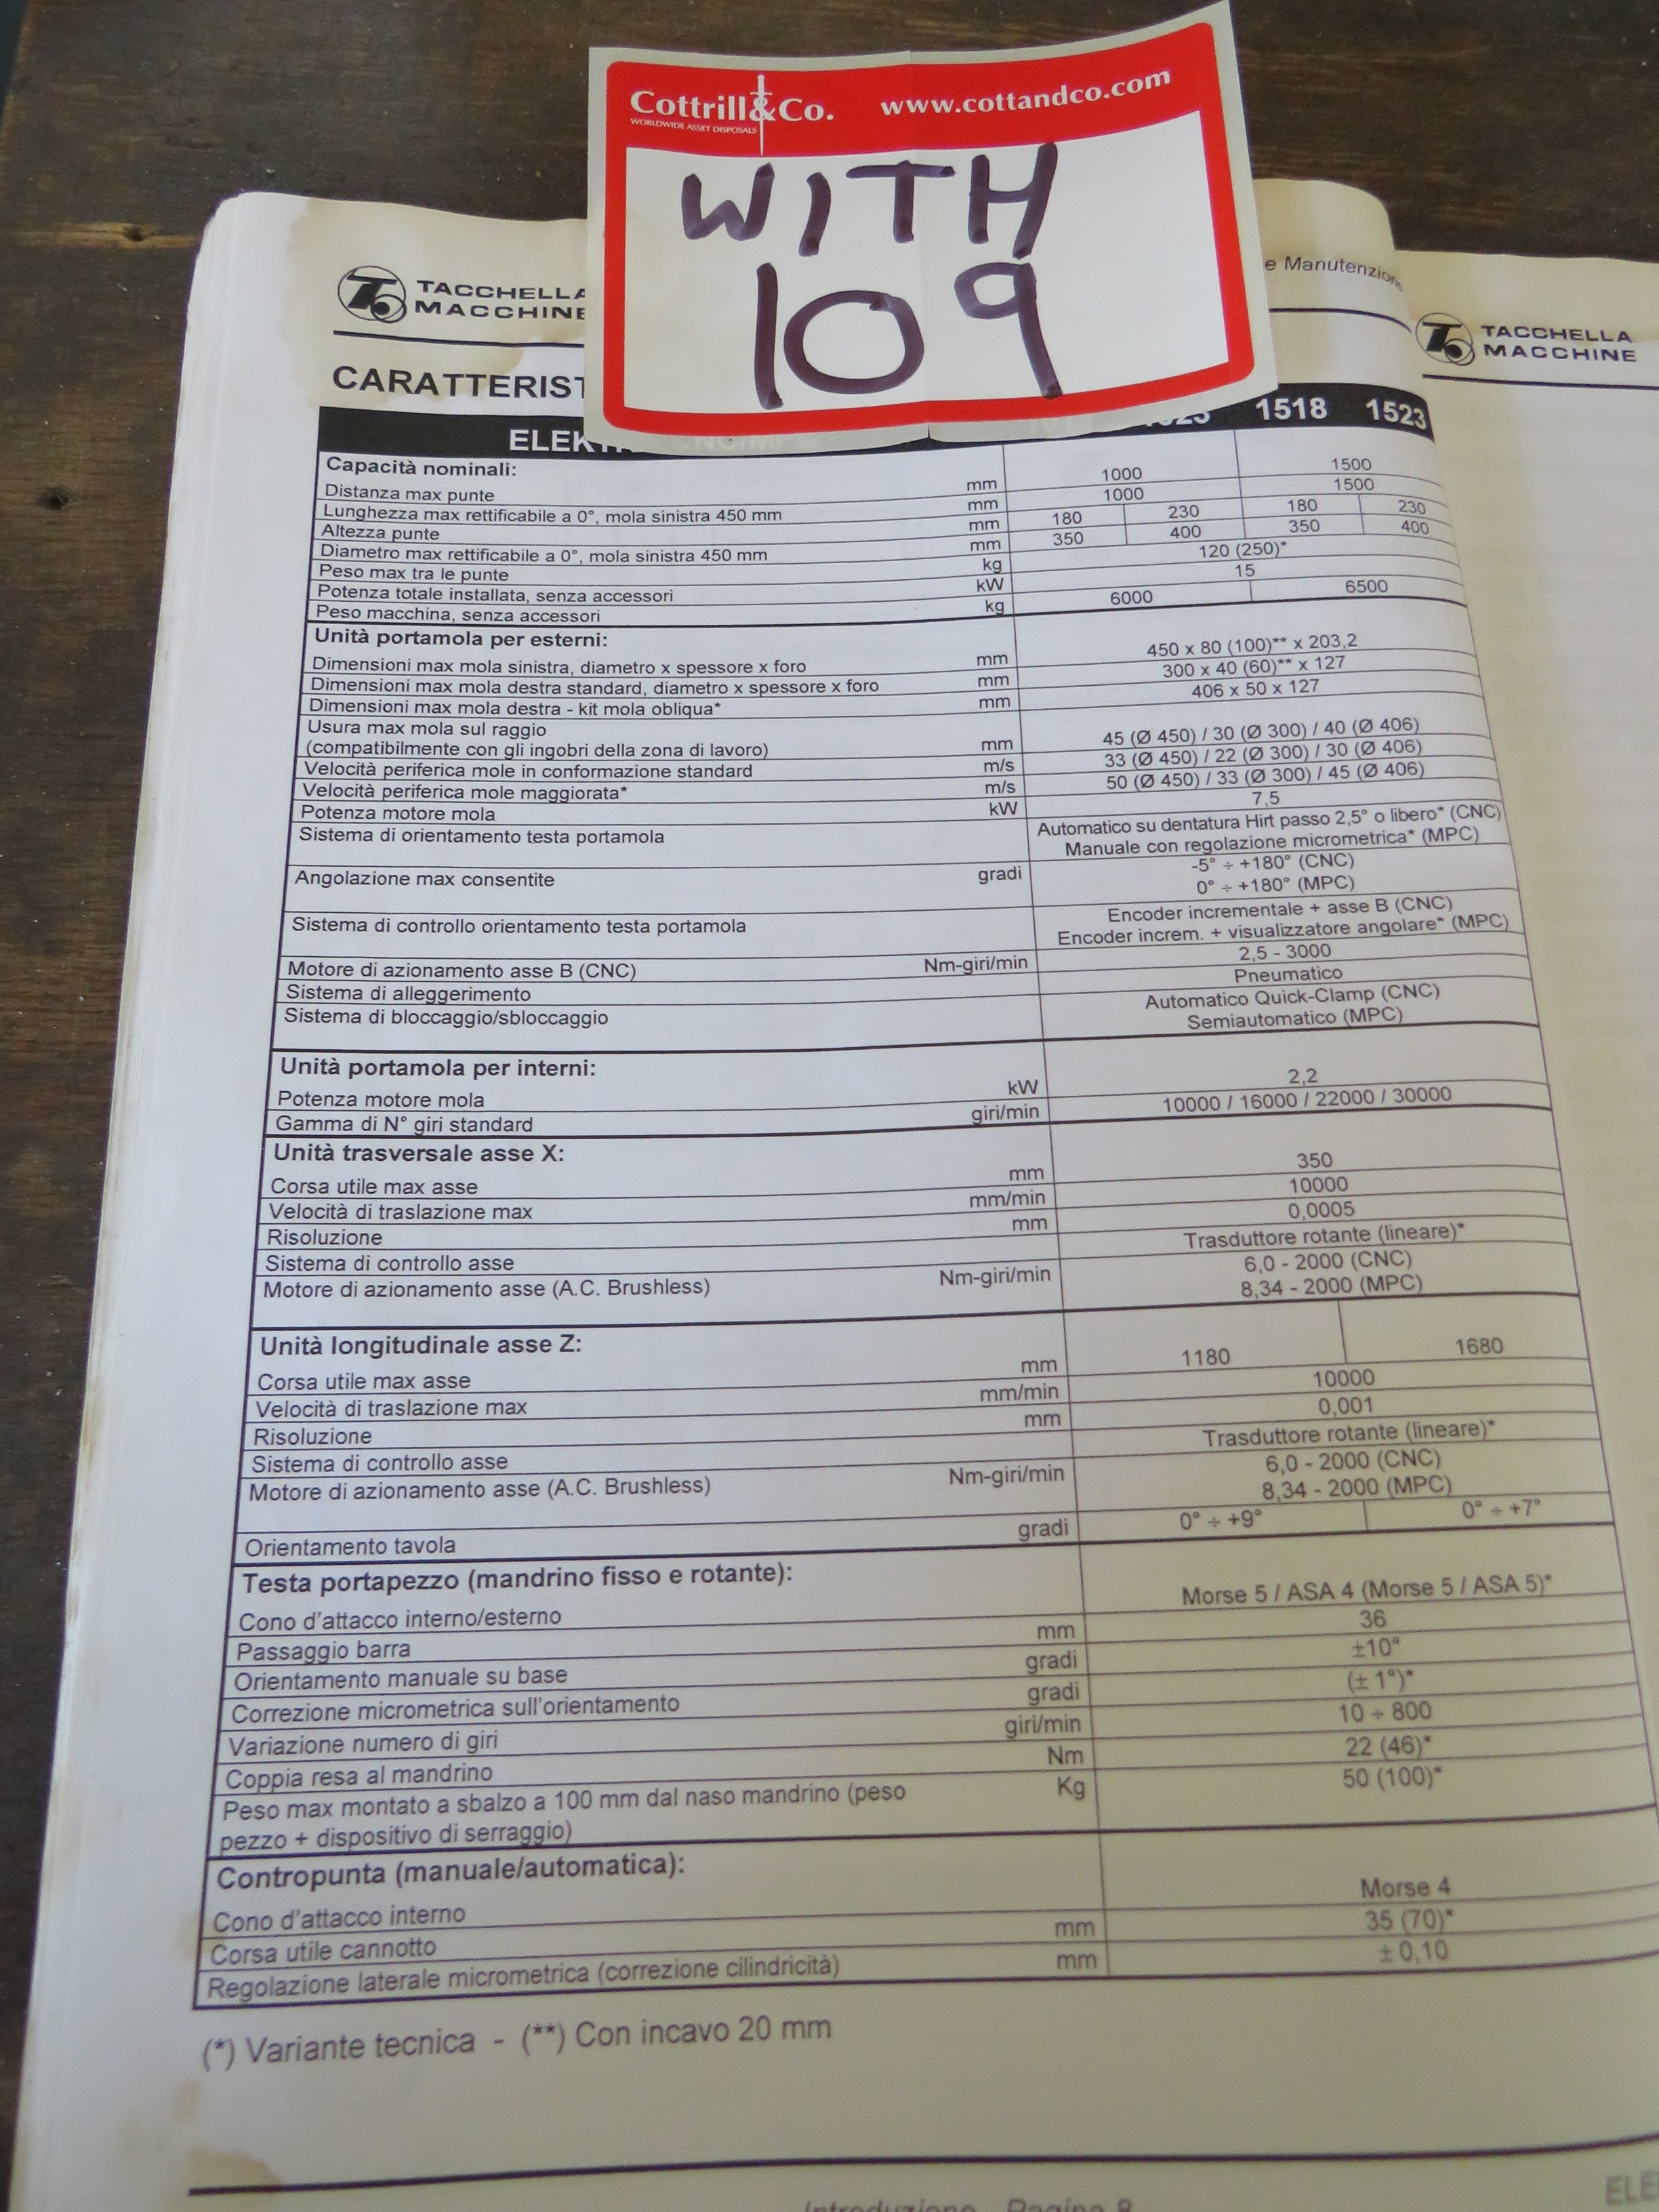 Cottrill&Co. www.cottandco.com
WORLDWIDE ASSET DISPOSALS
WITH
109
e Manutenzione
TACCHELLA
MACCHINE
TACCHELLA
MACCHINE
CARATTERIST
1518 1523
Capacità nominali:
Distanza max punte mm 1000 1500
Lunghezza max rettificabile a 0°, mola sinistra 450 mm mm 1000 1500
Altezza punte mm 180 230 180 230
Diametro max rettificabile a 0°, mola sinistra 450 mm mm 350 400 350 400
Peso max tra le punte kg 120 (250)*
Potenza totale installata, senza accessori kW 15
Peso macchina, senza accessori kg 6000 6500
Unità portamola per esterni:
Dimensioni max mola sinistra, diametro x spessore x foro mm 450 x 80 (100)** x 203,2
Dimensioni max mola destra standard, diametro x spessore x foro mm 300 x 40 (60)** x 127
Dimensioni max mola destra - kit mola obliqua* mm 406 x 50 x 127
Usura max mola sul raggio
(compatibilmente con gli ingobri della zona di lavoro) mm 45 (Ø 450) / 30 (Ø 300) / 40 (Ø 406)
Velocità periferica mole in conformazione standard m/s 33 (Ø 450) / 22 (Ø 300) / 30 (Ø 406)
Velocità periferica mole maggiorata* m/s 50 (Ø 450) / 33 (Ø 300) / 45 (Ø 406)
Potenza motore mola kW 7,5
Sistema di orientamento testa portamola Automatico su dentatura Hirt passo 2,5° o libero* (CNC)
Manuale con regolazione micrometrica* (MPC)
Angolazione max consentite gradi -5° ÷ +180° (CNC)
0° ÷ +180° (MPC)
Sistema di controllo orientamento testa portamola Encoder incrementale + asse B (CNC)
Encoder increm. + visualizzatore angolare* (MPC)
Motore di azionamento asse B (CNC) Nm-giri/min 2,5 - 3000
Sistema di alleggerimento Pneumatico
Sistema di bloccaggio/sbloccaggio Automatico Quick-Clamp (CNC)
Semiautomatico (MPC)
Unità portamola per interni:
Potenza motore mola kW 2,2
Gamma di N° giri standard giri/min 10000 / 16000 / 22000 / 30000
Unità trasversale asse X:
Corsa utile max asse mm 350
Velocità di traslazione max mm/min 10000
Risoluzione mm 0,0005
Sistema di controllo asse Trasduttore rotante (lineare)*
Motore di azionamento asse (A.C. Brushless) Nm-giri/min 6,0 - 2000 (CNC)
8,34 - 2000 (MPC)
Unità longitudinale asse Z:
Corsa utile max asse mm 1180 1680
Velocità di traslazione max mm/min 10000
Risoluzione mm 0,001
Sistema di controllo asse Trasduttore rotante (lineare)*
Motore di azionamento asse (A.C. Brushless) Nm-giri/min 6,0 - 2000 (CNC)
8,34 - 2000 (MPC)
Orientamento tavola gradi 0° ÷ +9° 0° ÷ +7°
Testa portapezzo (mandrino fisso e rotante):
Cono d'attacco interno/esterno Morse 5 / ASA 4 (Morse 5 / ASA 5)*
Passaggio barra mm 36
Orientamento manuale su base gradi ±10°
Correzione micrometrica sull'orientamento gradi (± 1°)*
Variazione numero di giri giri/min 10 ÷ 800
Coppia resa al mandrino Nm 22 (46)*
Peso max montato a sbalzo a 100 mm dal naso mandrino (peso Kg 50 (100)*
pezzo + dispositivo di serraggio)
Contropunta (manuale/automatica):
Cono d'attacco interno Morse 4
Corsa utile cannotto mm 35 (70)*
Regolazione laterale micrometrica (correzione cilindricità) mm ± 0,10
(*) Variante tecnica - (**) Con incavo 20 mm
Introduzione - Pagina 8